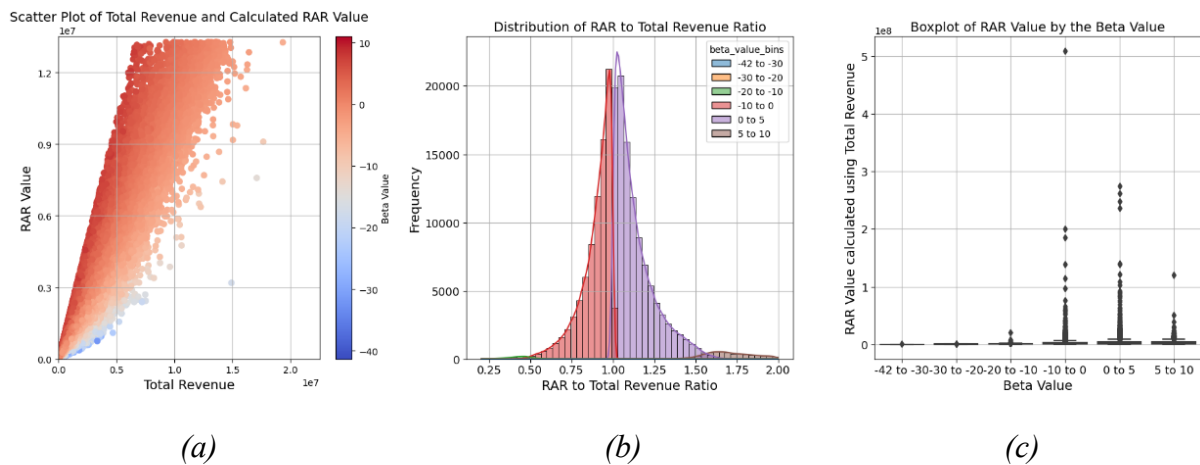 Scatter Plot of Total Revenue and Calculated RAR Value
1e7
1.2
0.9
0.6
0.3
0.0
RAR Value
0.0 0.5 1.0 1.5 2.0
1e7
Total Revenue
10
0
−10
−20
−30
−40
Beta Value
(a)
Distribution of RAR to Total Revenue Ratio
20000
15000
10000
5000
0
Frequency
beta_value_bins
-42 to -30
-30 to -20
-20 to -10
-10 to 0
0 to 5
5 to 10
0.25 0.50 0.75 1.00 1.25 1.50 1.75 2.00
RAR to Total Revenue Ratio
(b)
Boxplot of RAR Value by the Beta Value
1e8
5
4
3
2
1
0
RAR Value calculated using Total Revenue
-42 to -30 -30 to -20 -20 to -10 -10 to 0 0 to 5 5 to 10
Beta Value
(c)